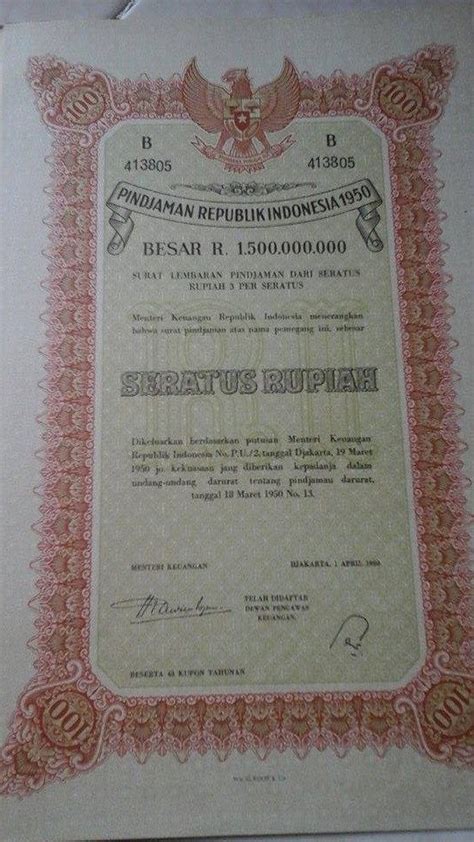 100
100
B
B
413805
413805
PINDJAMAN REPUBLIK INDONESIA 1950
BESAR R. 1.500.000.000
SURAT LEMBARAN PINDJAMAN DARI SERATUS
RUPIAH 3 PER SERATUS
Menteri Keuangan Republik Indonesia menerangkan
bahwa surat pindjaman atas nama pemegang ini, sebesar
SERATUS RUPIAH
Dikeluarkan berdasarkan putusan Menteri Keuangan
Republik Indonesia No. P.U./2, tanggal Djakarta, 19 Maret
1950 jo. kekuasaan jang diberikan kepadanja dalam
undang-undang darurat tentang pindjaman darurat,
tanggal 18 Maret 1950 No. 13.
MENTERI KEUANGAN
DJAKARTA, 1 APRIL 1950
TELAH DIDAFTAR
DEWAN PENGAWAS
KEUANGAN.
BESERTA 43 KUPON TAHUNAN
100
100